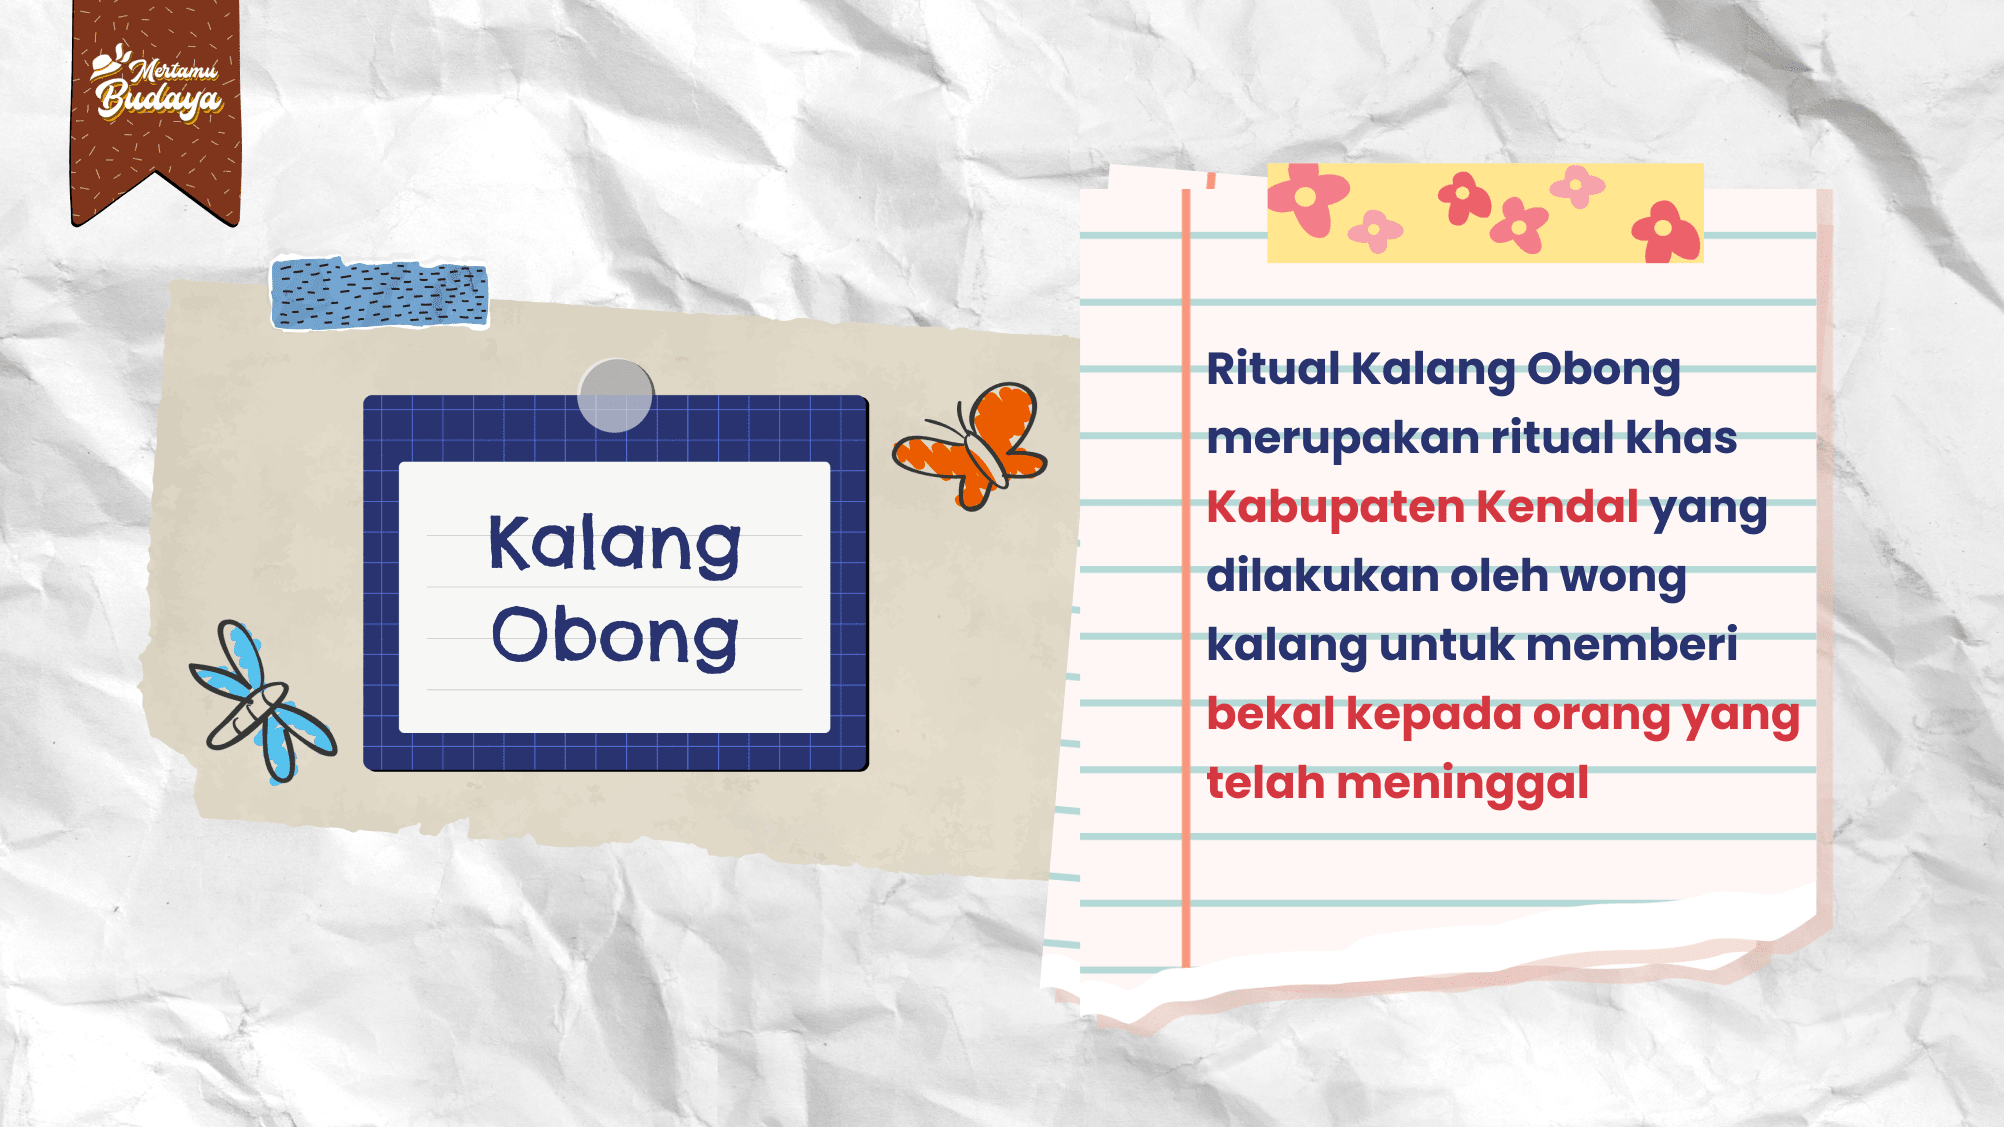 Mertamu
Budaya
Kalang
Obong
Ritual Kalang Obong
merupakan ritual khas
Kabupaten Kendal yang
dilakukan oleh wong
kalang untuk memberi
bekal kepada orang yang
telah meninggal